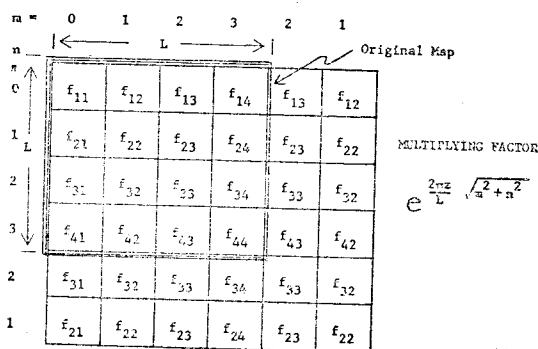 m = 0 1 2 3 2 1
L
n
=
Original Map
0 f11 f12 f13 f14 f13 f12
1 f21 f22 f23 f24 f23 f22
L
MULTIPLYING FACTOR
2 f31 f32 f33 f34 f33 f32
e^(2πz/L √(m²+n²))
3 f41 f42 f43 f44 f43 f42
2 f31 f32 f33 f34 f33 f32
1 f21 f22 f23 f24 f23 f22